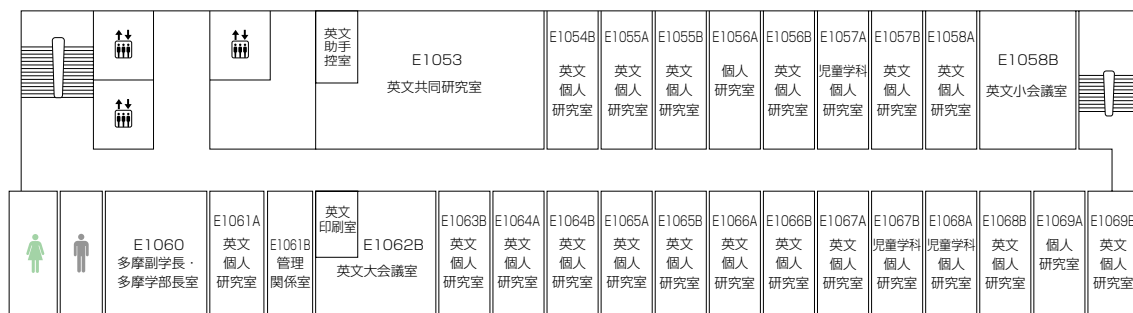 英文
助手
控室
E1053
英文共同研究室
E1054B
英文
個人
研究室
E1055A
英文
個人
研究室
E1055B
英文
個人
研究室
E1056A
個人
研究室
E1056B
英文
個人
研究室
E1057A
児童学科
個人
研究室
E1057B
英文
個人
研究室
E1058A
英文
個人
研究室
E1058B
英文小会議室
E1060
多摩副学長・
多摩学部長室
E1061A
英文
個人
研究室
E1061B
管理
関係室
英文
印刷室
E1062B
英文大会議室
E1063B
英文
個人
研究室
E1064A
英文
個人
研究室
E1064B
英文
個人
研究室
E1065A
英文
個人
研究室
E1065B
英文
個人
研究室
E1066A
英文
個人
研究室
E1066B
英文
個人
研究室
E1067A
英文
個人
研究室
E1067B
児童学科
個人
研究室
E1068A
児童学科
個人
研究室
E1068B
英文
個人
研究室
E1069A
個人
研究室
E1069B
英文
個人
研究室